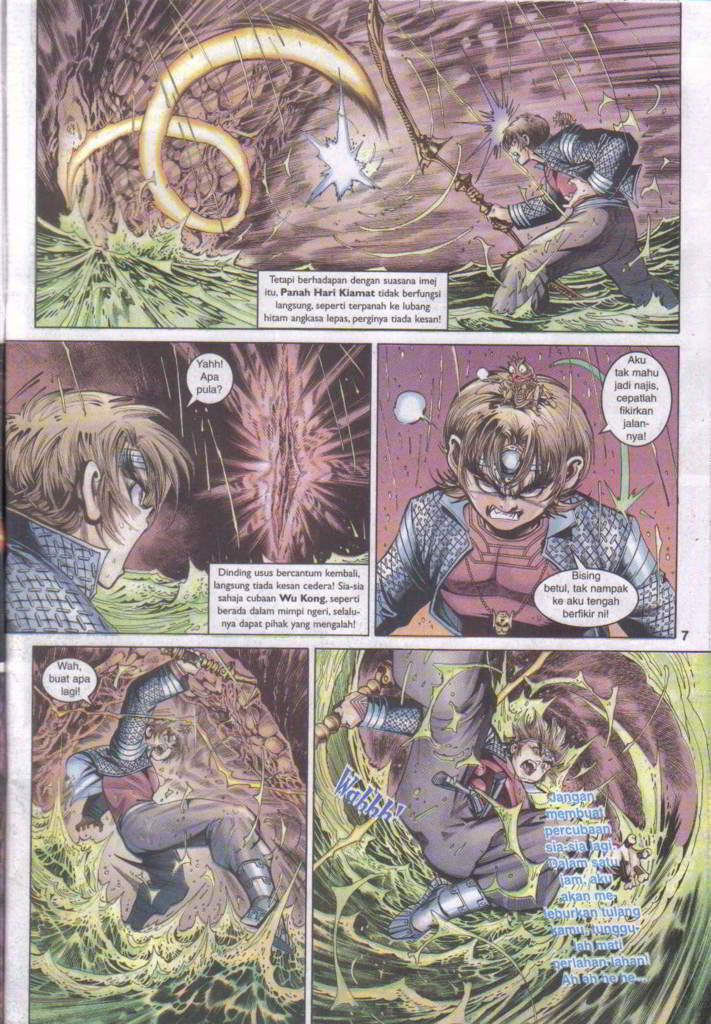 Tetapi berhadapan dengan suasana imej
itu, Panah Hari Kiamat tidak berfungsi
langsung, seperti terpanah ke lubang
hitam angkasa lepas, perginya tiada kesan!
Yahh!
Apa
pula?
Dinding usus bercantum kembali,
langsung tiada kesan cedera! Sia-sia
sahaja cubaan Wu Kong, seperti
berada dalam mimpi ngeri, selalu-
nya dapat pihak yang mengalah!
Aku
tak mahu
jadi najis,
cepatlah
fikirkan
jalan-
nya!
Bising
betul, tak nampak
ke aku tengah
berfikir ni!
7
Wah,
buat apa
lagi!
Wahhh!
Jangan
membuat
percubaan
sia-sia lagi.
Dalam satu
jam, aku
akan me-
leburkan tulang
kamu, tunggu-
lah mati
perlahan-lahan!
Ah ah he he...